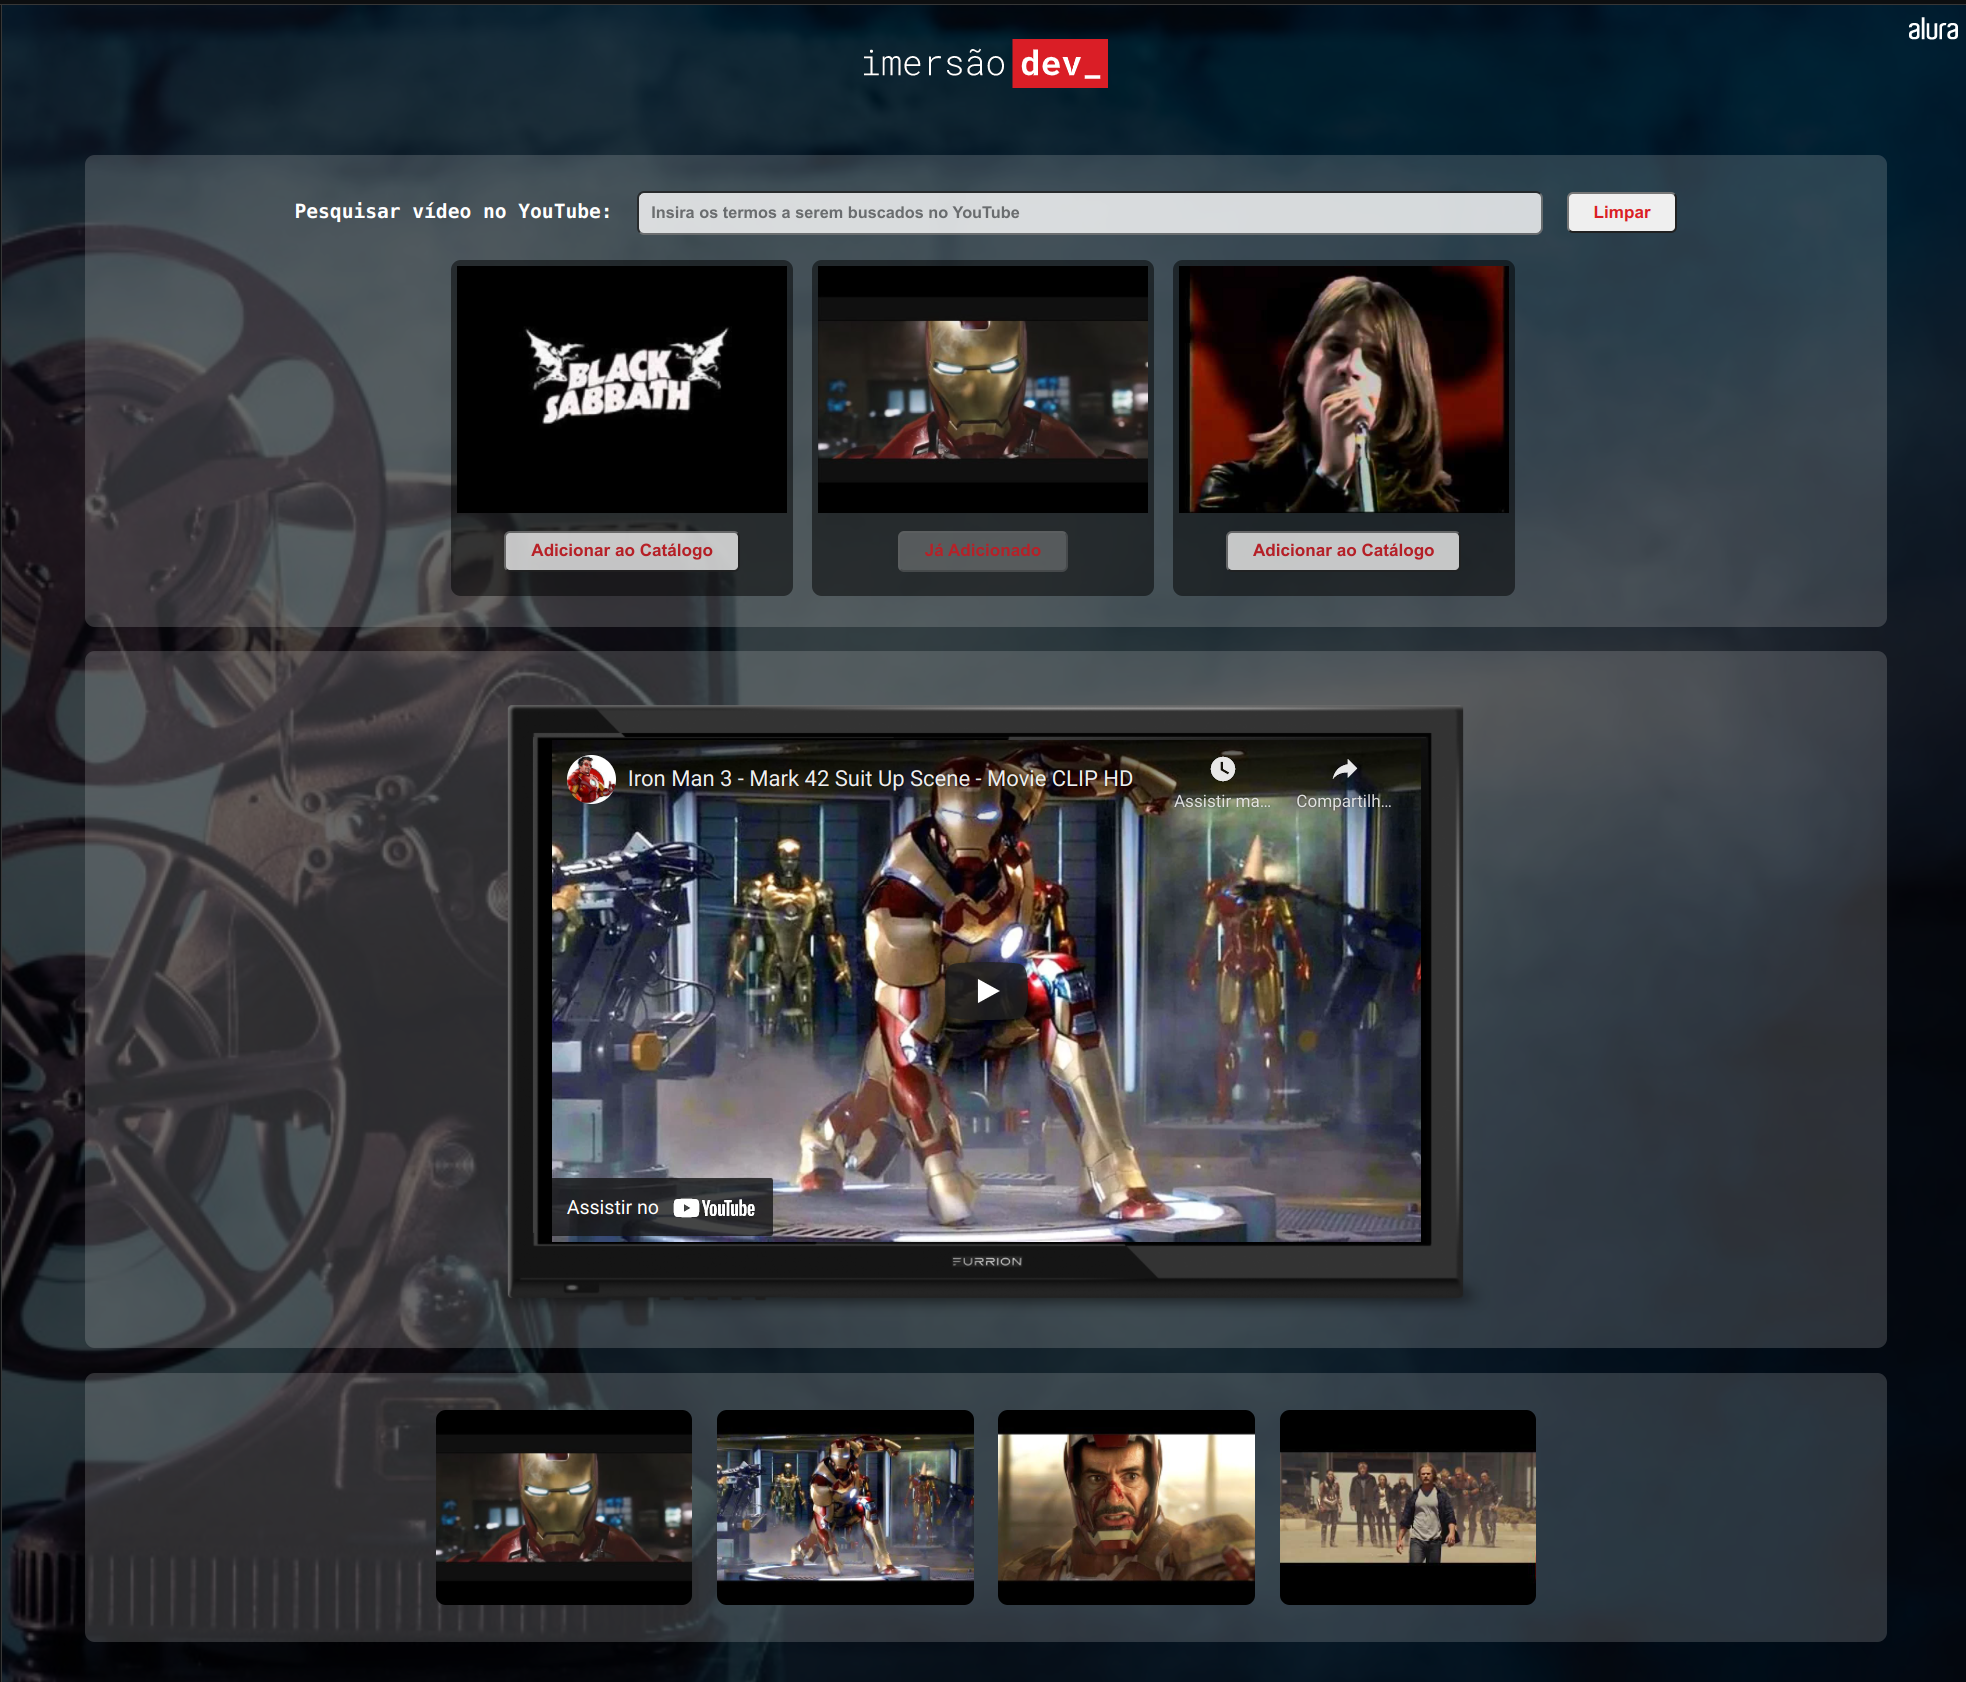 alura
imersão dev_
Pesquisar vídeo no YouTube:
Insira os termos a serem buscados no YouTube
Limpar
BLACK
SABBATH
Adicionar ao Catálogo
Já Adicionado
Adicionar ao Catálogo
Iron Man 3 - Mark 42 Suit Up Scene - Movie CLIP HD
Assistir ma...
Compartilh...
Assistir no YouTube
FURRION